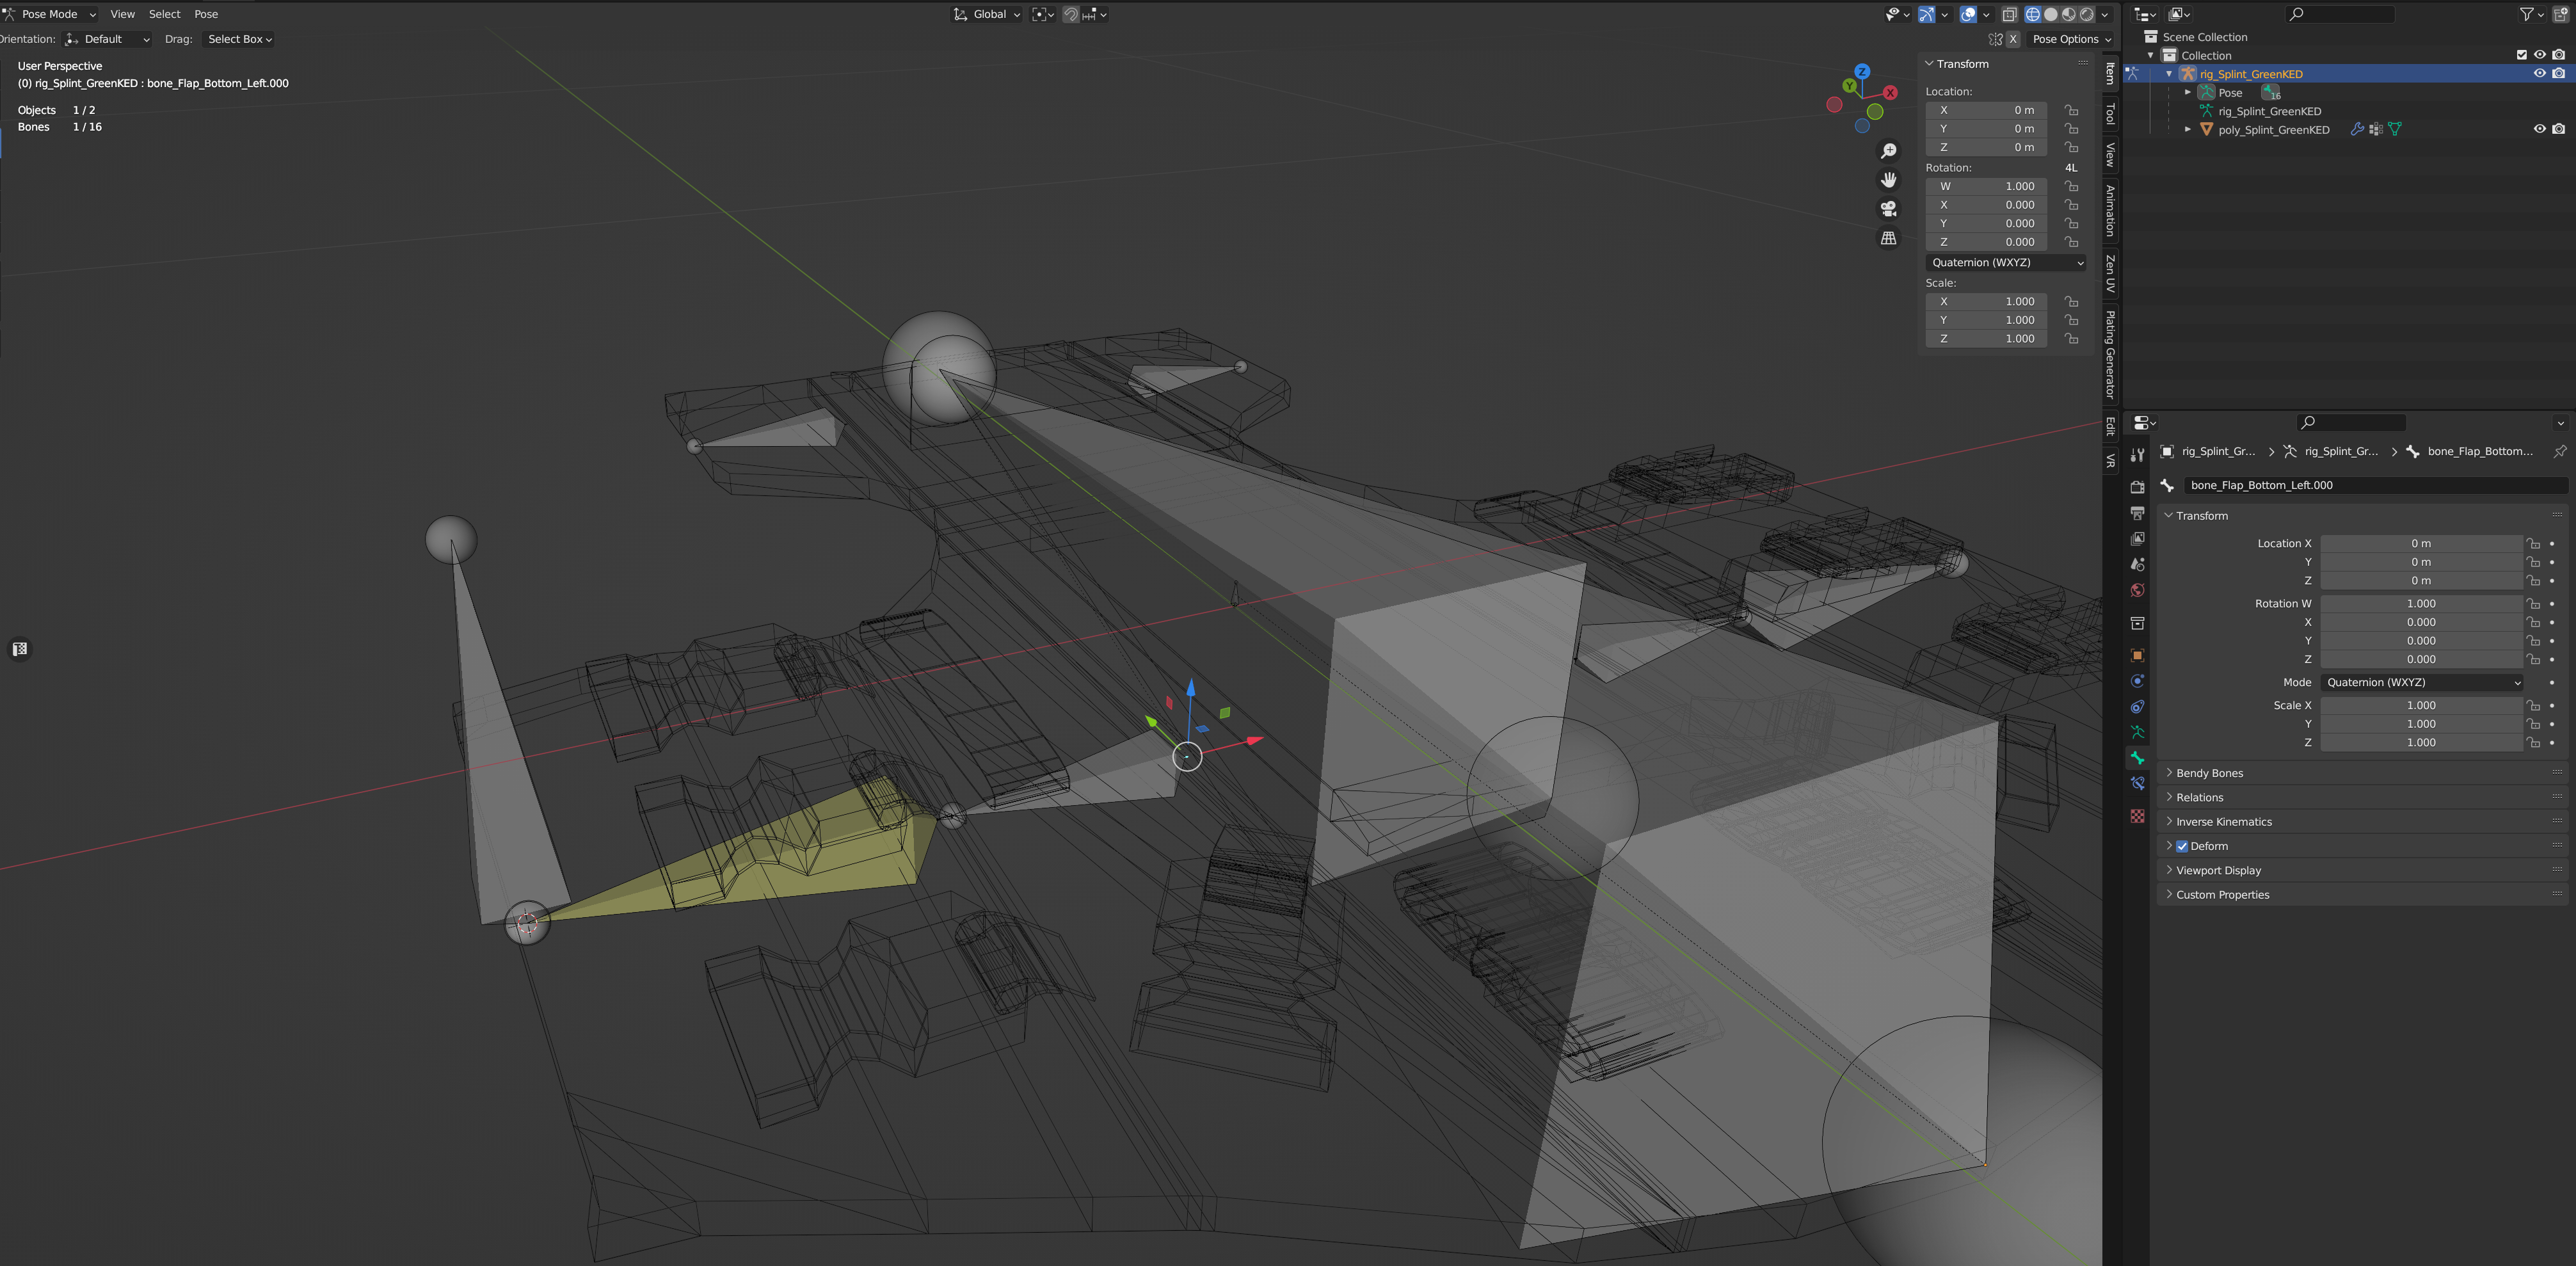 Pose Mode View Select Pose Global
Orientation: Default Drag: Select Box X Pose Options
User Perspective
(0) rig_Splint_GreenKED : bone_Flap_Bottom_Left.000
Objects 1 / 2
Bones 1 / 16
Z
Y
X
Transform
Location:
X 0 m
Y 0 m
Z 0 m
Rotation: 4L
W 1.000
X 0.000
Y 0.000
Z 0.000
Quaternion (WXYZ)
Scale:
X 1.000
Y 1.000
Z 1.000
Item
Tool
View
Animation
Zen UV
Plating Generator
Edit
VR
Scene Collection
Collection
rig_Splint_GreenKED
Pose 16
rig_Splint_GreenKED
poly_Splint_GreenKED
rig_Splint_Gr... rig_Splint_Gr... bone_Flap_Bottom...
bone_Flap_Bottom_Left.000
Transform
Location X 0 m
Y 0 m
Z 0 m
Rotation W 1.000
X 0.000
Y 0.000
Z 0.000
Mode Quaternion (WXYZ)
Scale X 1.000
Y 1.000
Z 1.000
Bendy Bones
Relations
Inverse Kinematics
Deform
Viewport Display
Custom Properties